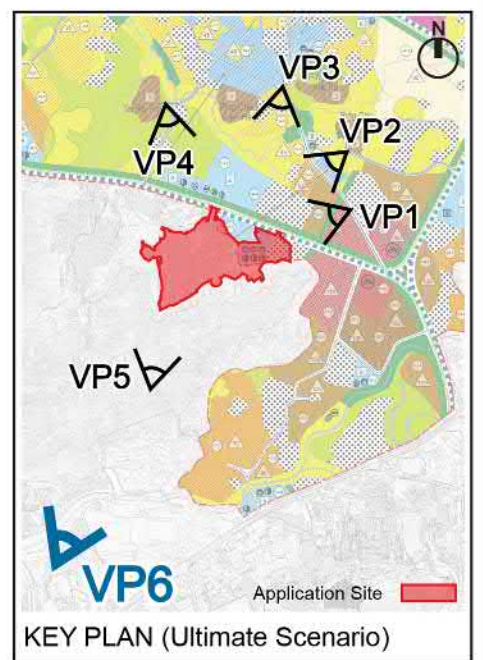 N
VP3
VP2
VP4
VP1
VP5
VP6
Application Site
KEY PLAN (Ultimate Scenario)